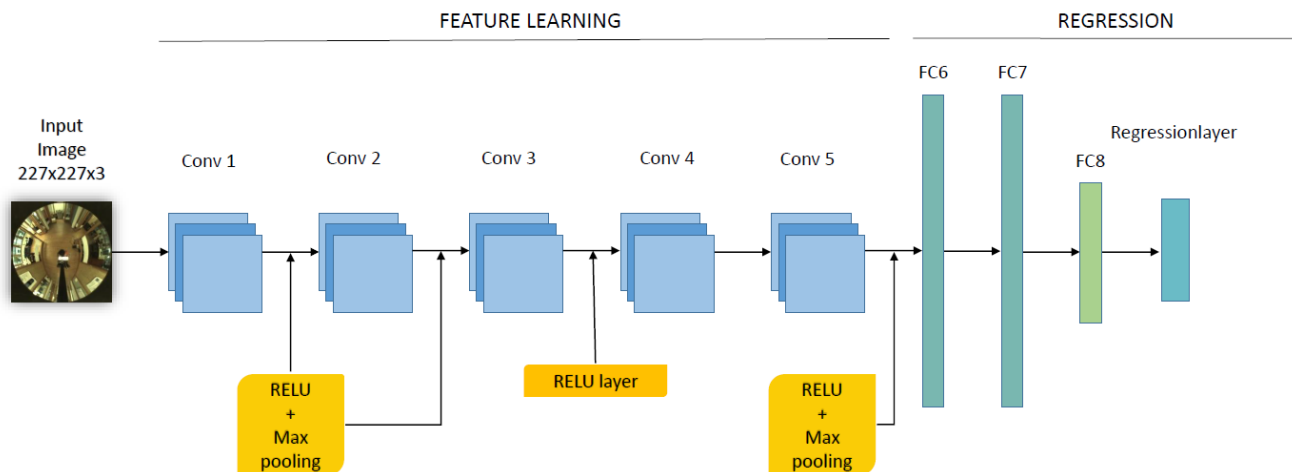 FEATURE LEARNING
REGRESSION
Input
Image
227x227x3
Conv 1
Conv 2
Conv 3
Conv 4
Conv 5
FC6
FC7
FC8
Regressionlayer
RELU
+
Max
pooling
RELU layer
RELU
+
Max
pooling